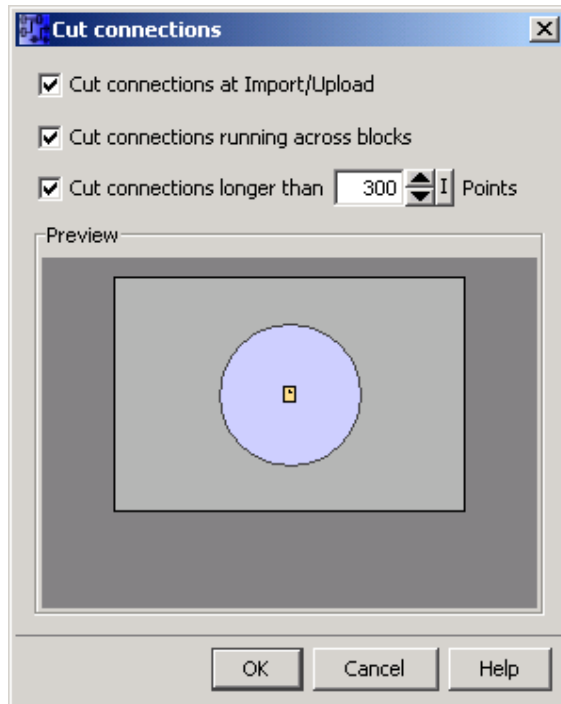 Cut connections
Cut connections at Import/Upload
Cut connections running across blocks
Cut connections longer than 300 I Points
Preview
OK Cancel Help